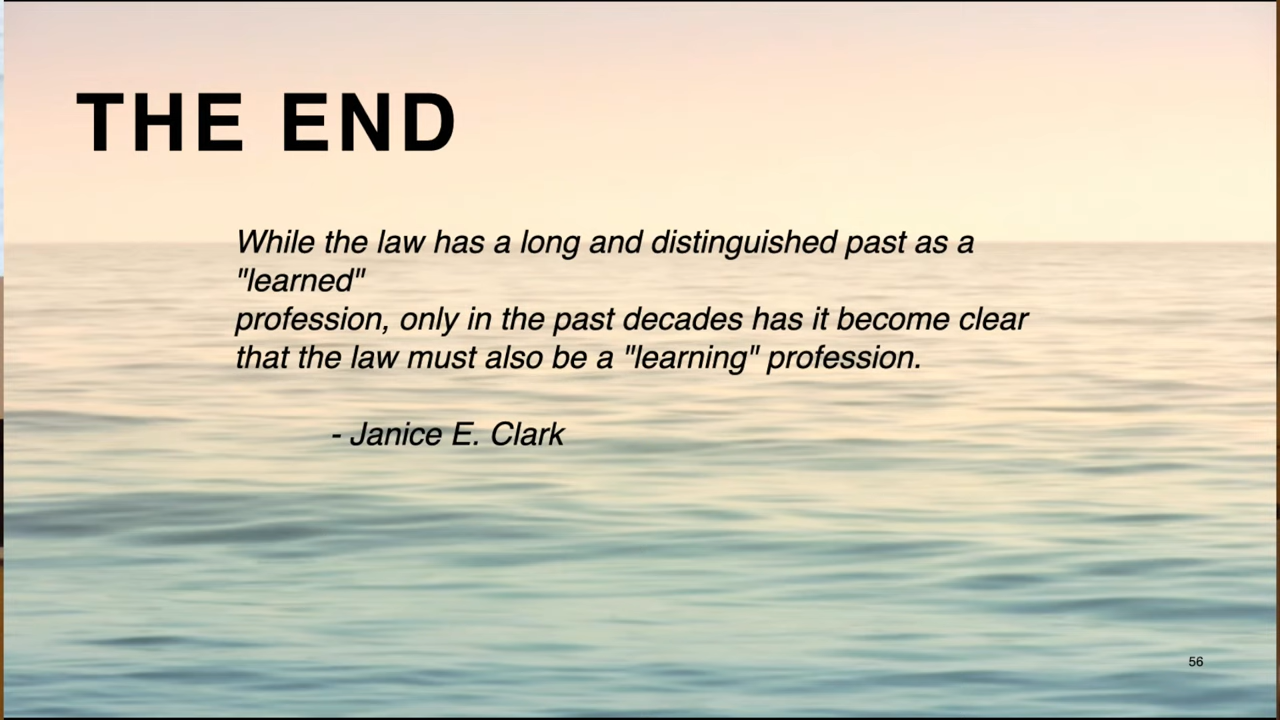 THE END
While the law has a long and distinguished past as a
"learned"
profession, only in the past decades has it become clear
that the law must also be a "learning" profession.
- Janice E. Clark
56